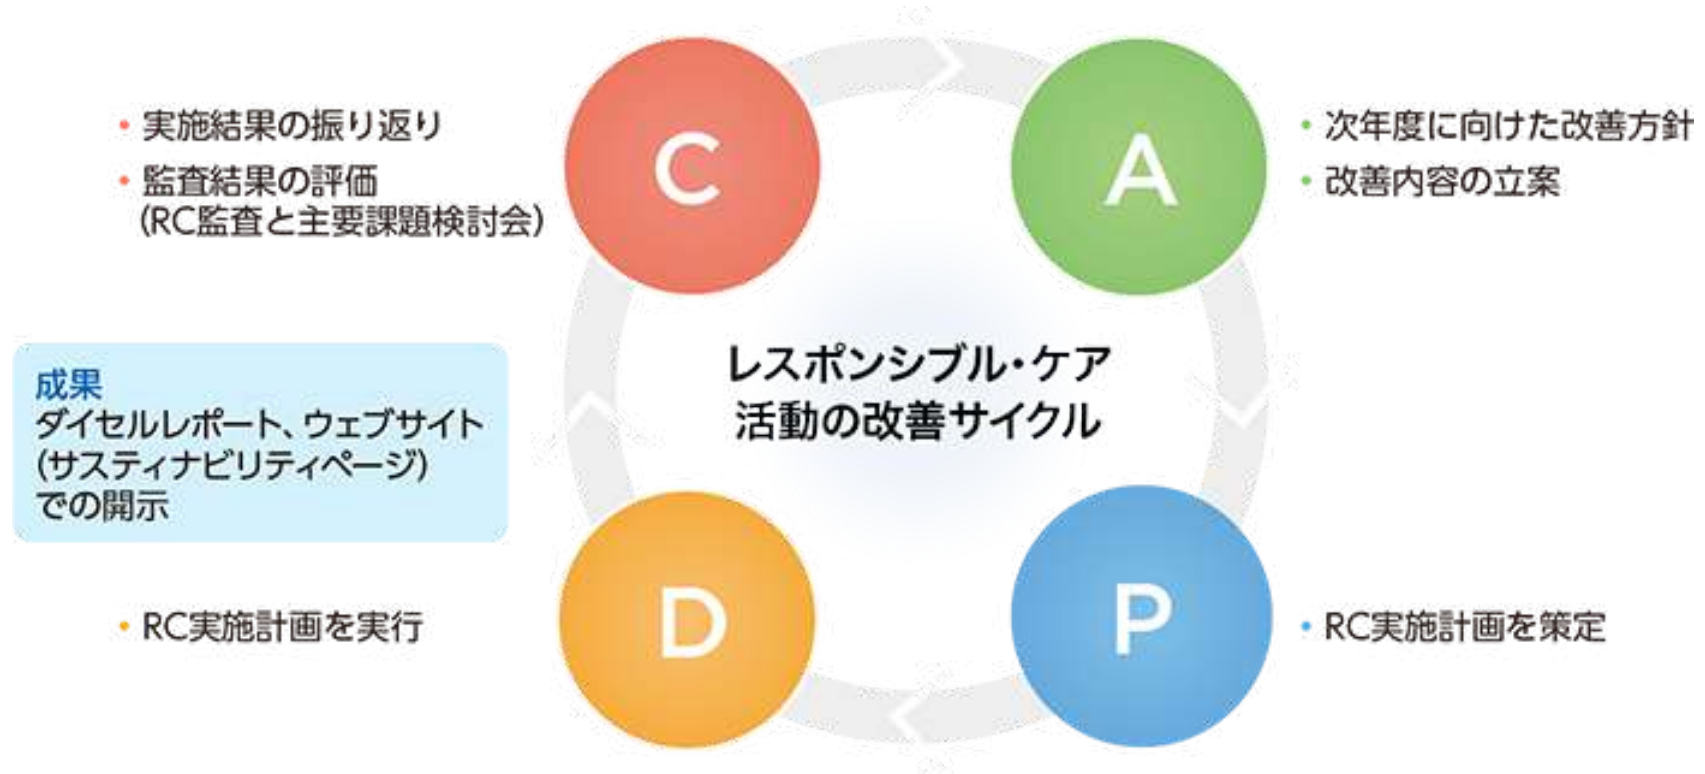 C
・実施結果の振り返り
・監査結果の評価
(RC監査と主要課題検討会)
A
・次年度に向けた改善方針
・改善内容の立案
レスポンシブル・ケア
活動の改善サイクル
成果
ダイセルレポート、ウェブサイト
(サスティナビリティページ)
での開示
D
・RC実施計画を実行
P
・RC実施計画を策定